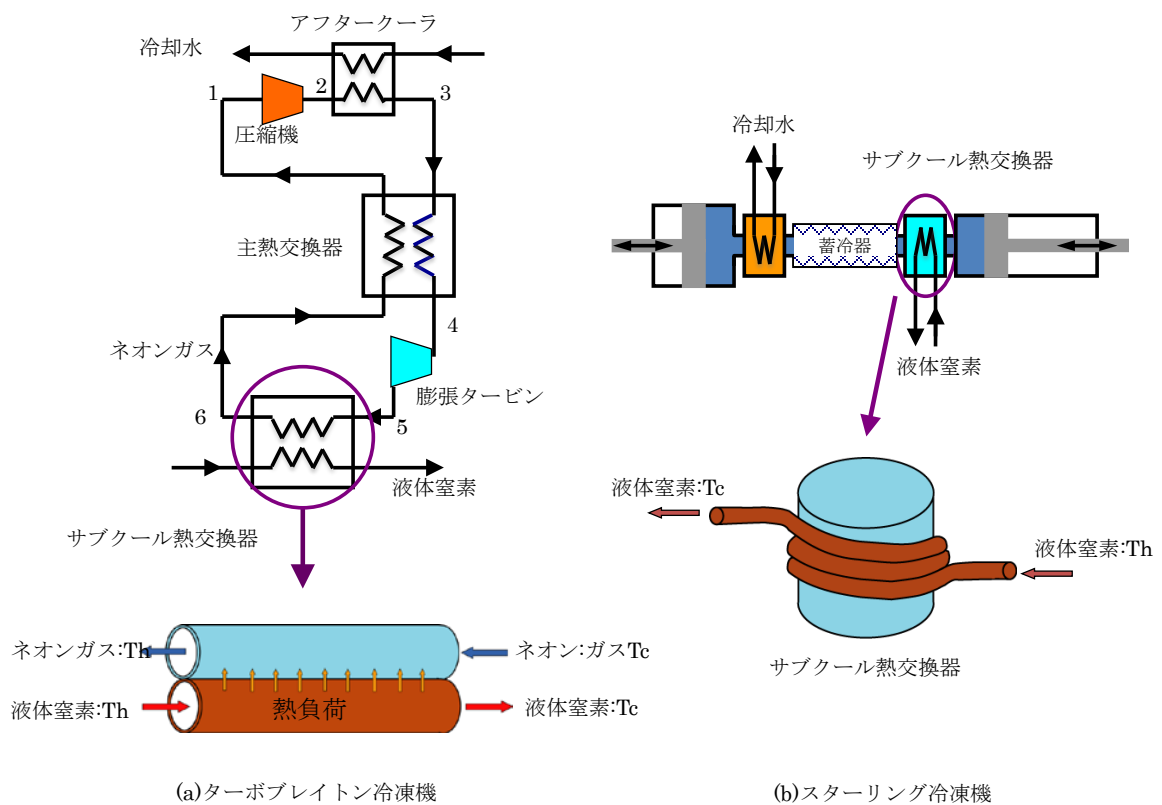 アフタークーラ
冷却水
1
2
3
圧縮機
主熱交換器
4
ネオンガス
膨張タービン
6
5
液体窒素
サブクール熱交換器
ネオンガス:Th
ネオン:ガスTc
液体窒素:Th
熱負荷
液体窒素:Tc
(a)ターボブレイトン冷凍機
冷却水
サブクール熱交換器
蓄冷器
液体窒素
液体窒素:Tc
液体窒素:Th
サブクール熱交換器
(b)スターリング冷凍機